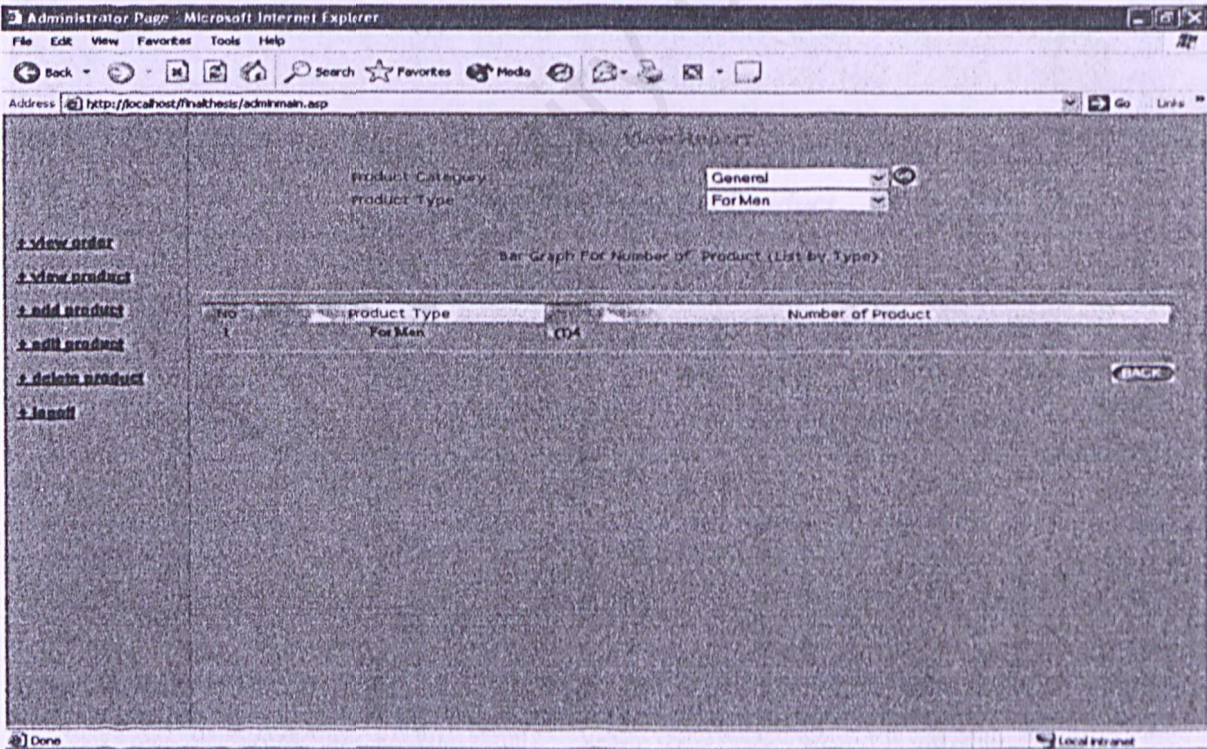 Administrator Page - Microsoft Internet Explorer
File Edit View Favorites Tools Help
Back Search Favorites Media
Address http://localhost/finalthesis/adminmain.asp Go Links
View Report
Product Category General
Product Type For Men
+ view order
+ view product
+ add product
+ edit product
+ delete product
+ logoff
Bar Graph For Number of Product (List by Type)
No Product Type Number of Product
1 For Men
BACK
Done Local intranet